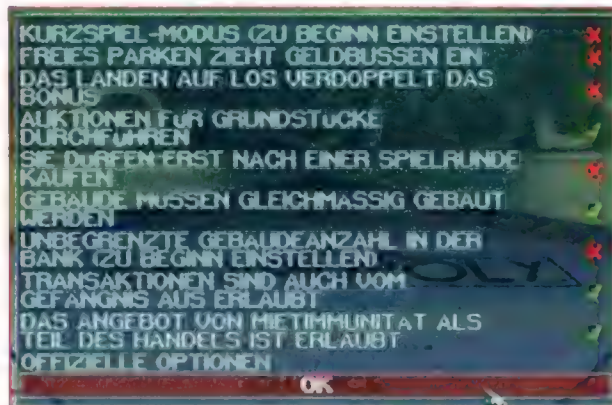 KURZSPIEL-MODUS (ZU BEGINN EINSTELLEN)
FREIES PARKEN ZIEHT GELDBUSSEN EIN
DAS LANDEN AUF LOS VERDOPPELT DAS
BONUS
AUKTIONEN FüR GRUNDSTüCKE
DURCHFüHREN
SIE DüRFEN ERST NACH EINER SPIELRUNDE
KAUFEN
GEBÄUDE MÜSSEN GLEICHMÄSSIG GEBAUT
WERDEN
UNBEGRENZTE GEBÄUDEANZAHL IN DER
BANK (ZU BEGINN EINSTELLEN)
OLY
TRANSAKTIONEN SIND AUCH VOM
GEFÄNGNIS AUS ERLAUBT
DAS ANGEBOT VON MIETIMMUNITäT ALS
TEIL DES HANDELS IST ERLAUBT
OFFIZIELLE OPTIONEN
OK